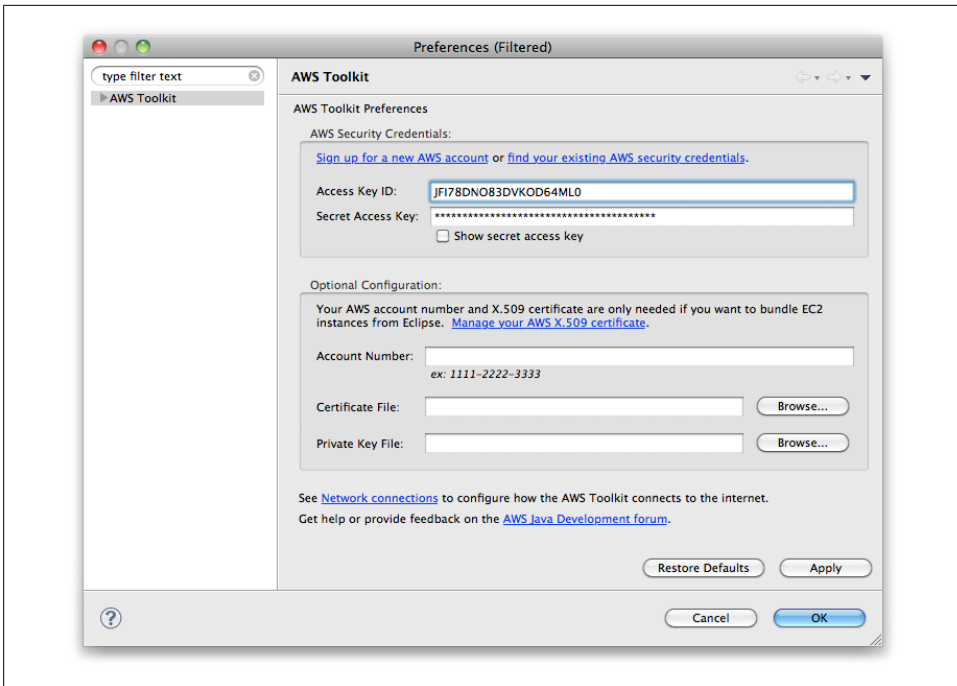 Preferences (Filtered)
type filter text
AWS Toolkit
AWS Toolkit
AWS Toolkit Preferences
AWS Security Credentials:
Sign up for a new AWS account or find your existing AWS security credentials.
Access Key ID: JFI78DNO83DVKOD64ML0
Secret Access Key: ****************************************
Show secret access key
Optional Configuration:
Your AWS account number and X.509 certificate are only needed if you want to bundle EC2
instances from Eclipse. Manage your AWS X.509 certificate.
Account Number:
ex: 1111-2222-3333
Certificate File: Browse...
Private Key File: Browse...
See Network connections to configure how the AWS Toolkit connects to the internet.
Get help or provide feedback on the AWS Java Development forum.
Restore Defaults Apply
? Cancel OK